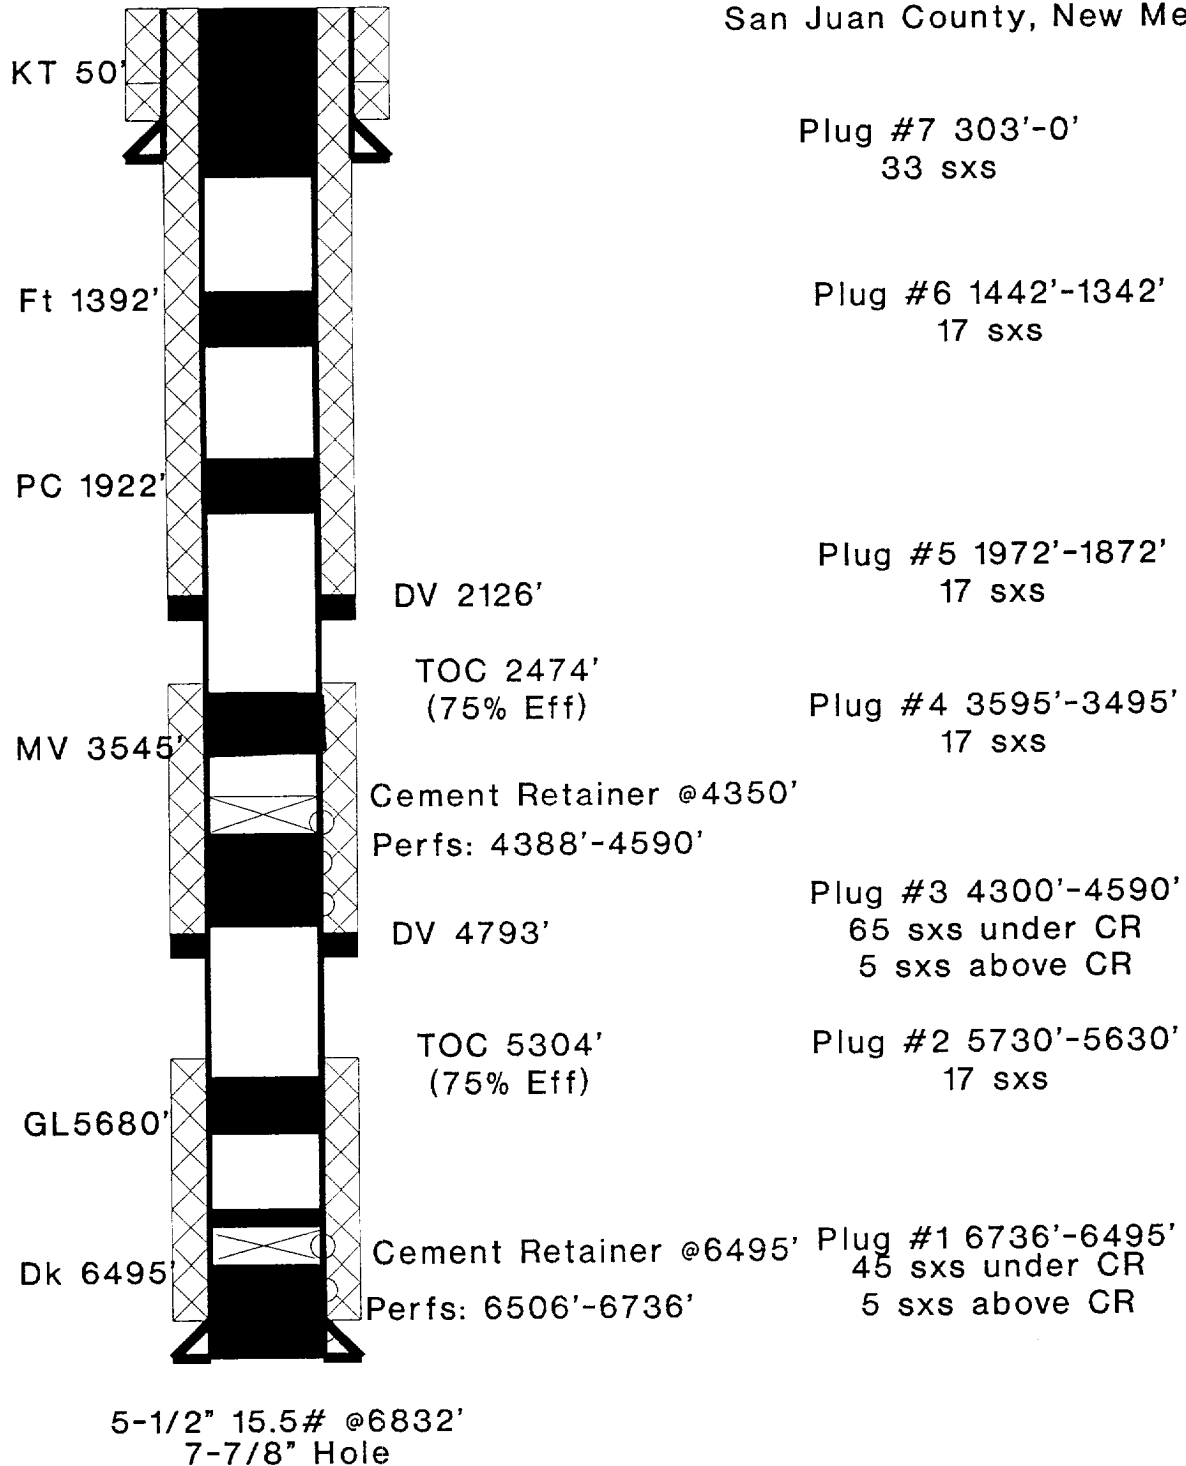 San Juan County, New Me
KT 50'
Plug #7 303'-0'
33 sxs
Ft 1392'
Plug #6 1442'-1342'
17 sxs
PC 1922'
Plug #5 1972'-1872'
17 sxs
DV 2126'
TOC 2474'
(75% Eff)
Plug #4 3595'-3495'
17 sxs
MV 3545'
Cement Retainer @4350'
Perfs: 4388'-4590'
Plug #3 4300'-4590'
65 sxs under CR
5 sxs above CR
DV 4793'
TOC 5304'
(75% Eff)
Plug #2 5730'-5630'
17 sxs
GL5680'
Cement Retainer @6495'
Plug #1 6736'-6495'
45 sxs under CR
5 sxs above CR
Dk 6495'
Perfs: 6506'-6736'
5-1/2" 15.5# @6832'
7-7/8" Hole